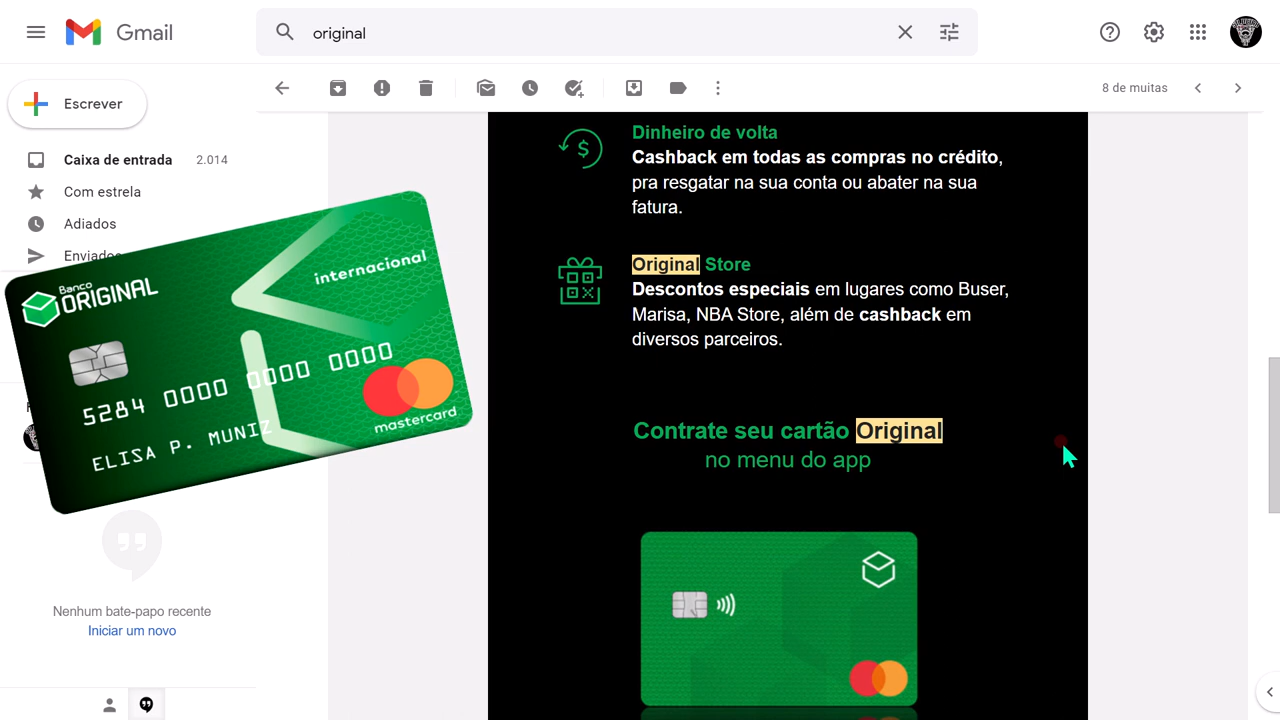 Gmail
original
Escrever
8 de muitas
Caixa de entrada 2.014
Com estrela
Adiados
Enviados
Banco
ORIGINAL
internacional
5284 0000 0000 0000
ELISA P. MUNIZ
mastercard
Nenhum bate-papo recente
Iniciar um novo
Dinheiro de volta
Cashback em todas as compras no crédito,
pra resgatar na sua conta ou abater na sua
fatura.
Original Store
Descontos especiais em lugares como Buser,
Marisa, NBA Store, além de cashback em
diversos parceiros.
Contrate seu cartão Original
no menu do app